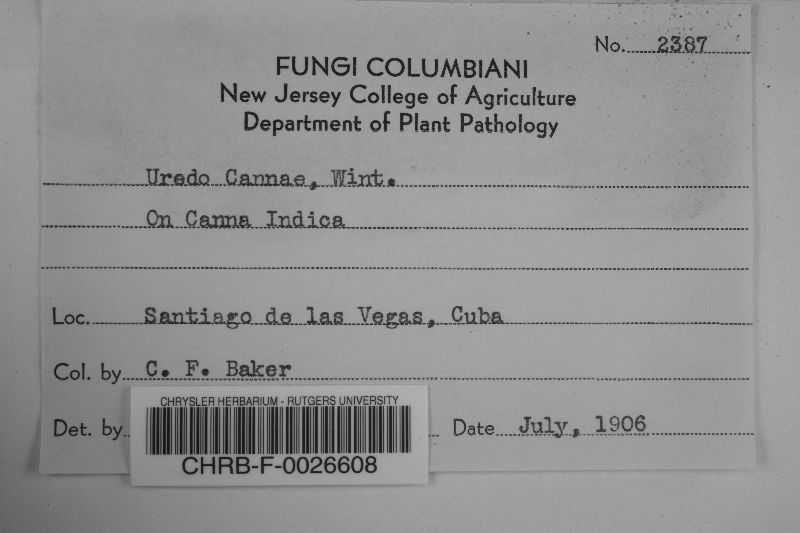 No. 2387
FUNGI COLUMBIANI
New Jersey College of Agriculture
Department of Plant Pathology
Uredo Cannae, Wint.
On Canna Indica
Loc. Santiago de las Vegas, Cuba
Col. by C. F. Baker
Det. by
Date July, 1906
CHRYSLER HERBARIUM - RUTGERS UNIVERSITY
CHRB-F-0026608